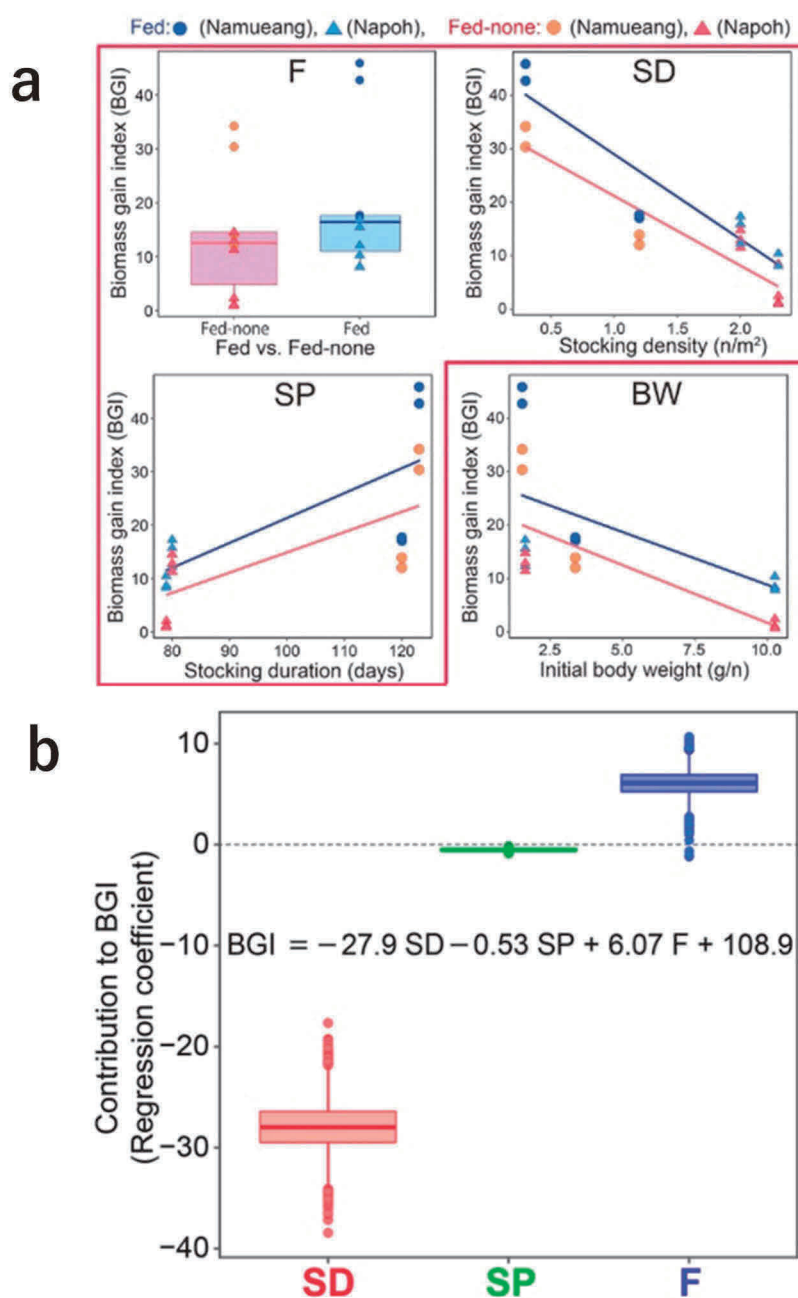 Fed: (Namueang), (Napoh), Fed-none: (Namueang), (Napoh)
a
F
Biomass gain index (BGI)
40
30
20
10
0
Fed-none Fed
Fed vs. Fed-none
SD
Biomass gain index (BGI)
40
30
20
10
0
0.5 1.0 1.5 2.0
Stocking density (n/m²)
SP
Biomass gain index (BGI)
40
30
20
10
0
80 90 100 110 120
Stocking duration (days)
BW
Biomass gain index (BGI)
40
30
20
10
0
2.5 5.0 7.5 10.0
Initial body weight (g/n)
b
Contribution to BGI
(Regression coefficient)
10
0
−10
−20
−30
−40
BGI = −27.9 SD −0.53 SP + 6.07 F + 108.9
SD SP F